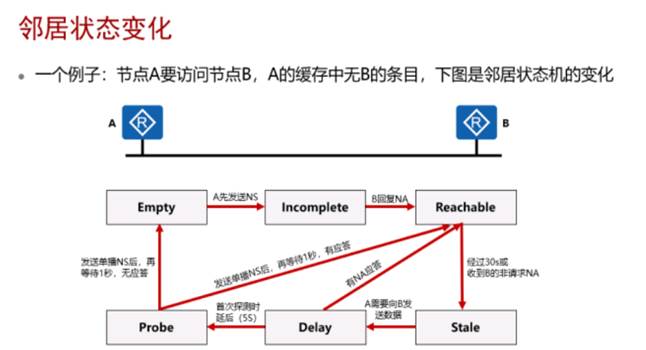 邻居状态变化
• 一个例子：节点A要访问节点B，A的缓存中无B的条目，下图是邻居状态机的变化
A
R
R
B
Empty
A先发送NS
Incomplete
B回复NA
Reachable
发送单播NS后，再
等待1秒，无应答
发送单播NS后，再等待1秒，有应答
有NA应答
经过30s或
收到B的非请求NA
Probe
首次探测时
延后（5S）
Delay
A需要向B发
送数据
Stale